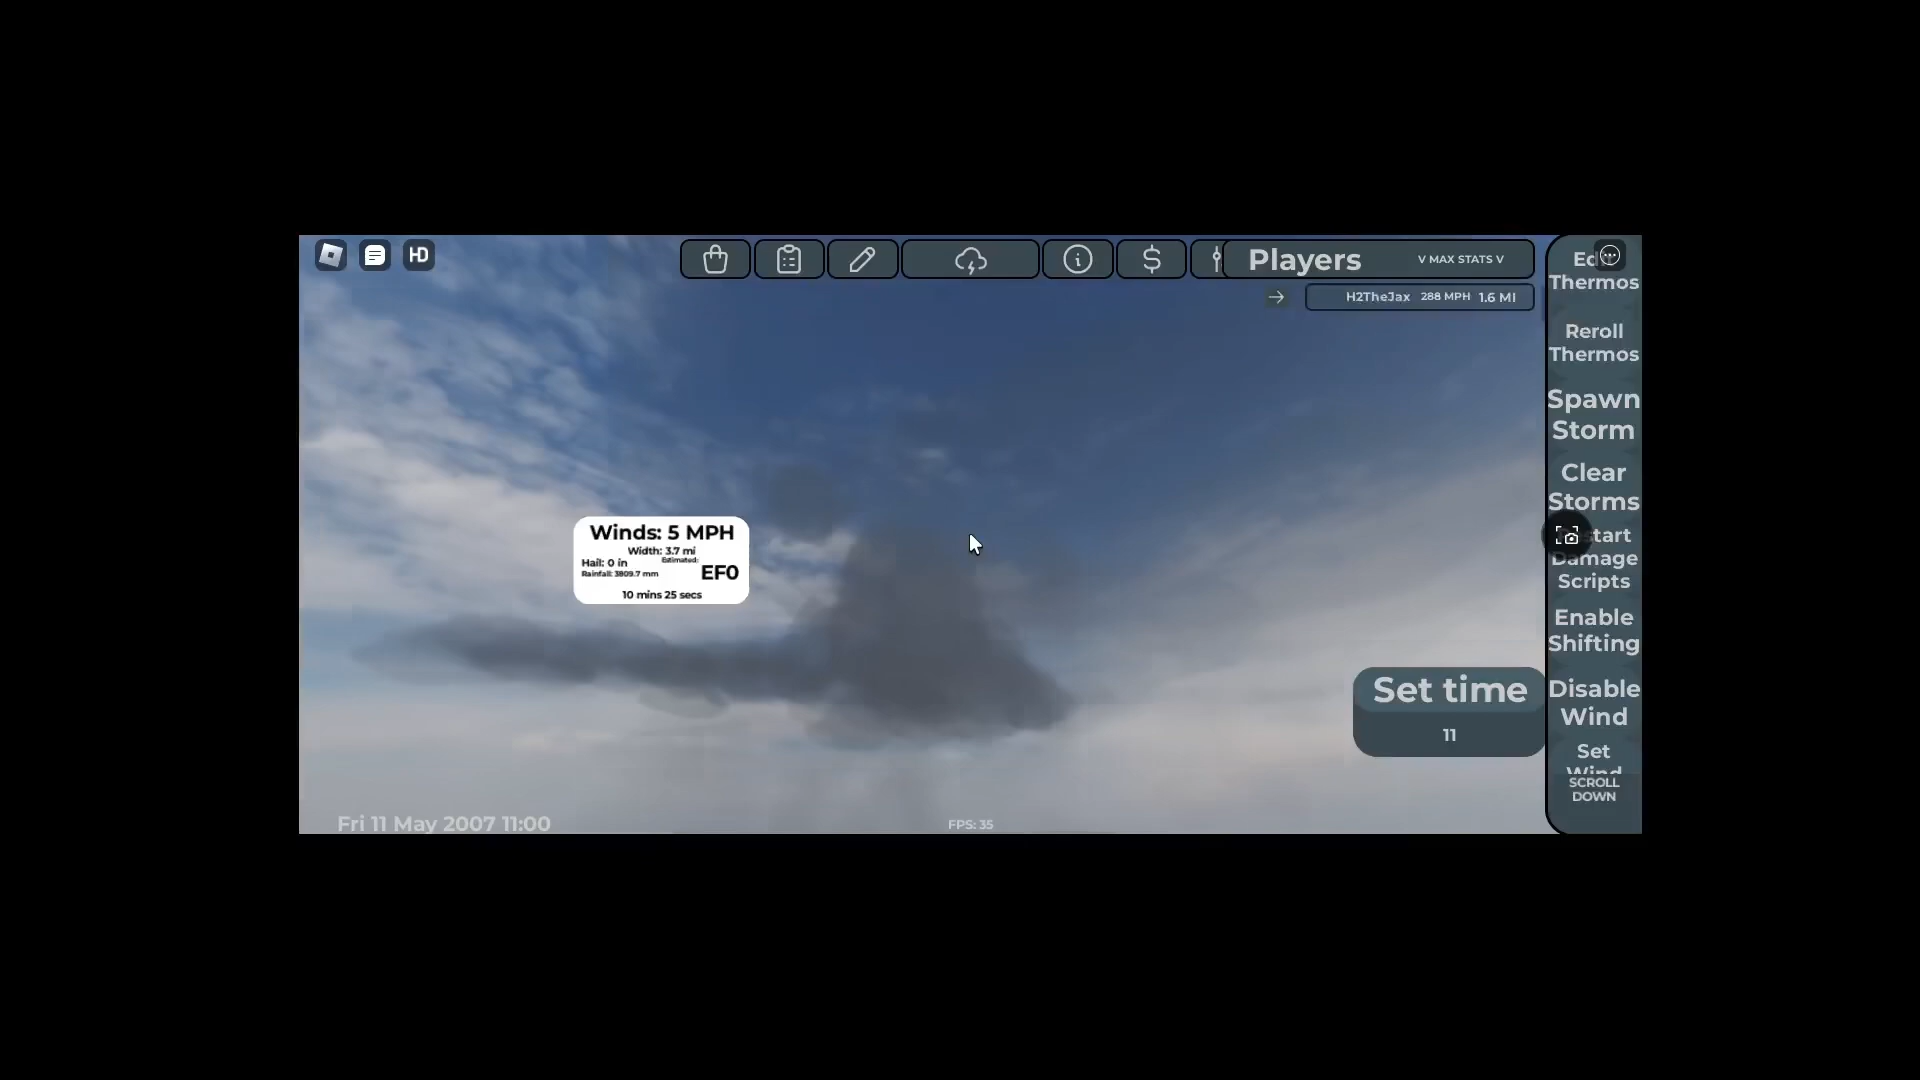 HD
Players V MAX STATS V
H2TheJax 288 MPH 1.6 MI
Thermos
Reroll
Thermos
Spawn
Storm
Clear
Storms
Damage
Scripts
Enable
Shifting
Disable
Wind
Set
Wind
SCROLL
DOWN
Winds: 5 MPH
Width: 3.7 mi
Hail: 0 in Estimated:
Rainfall: 3809.7 mm EF0
10 mins 25 secs
Set time
11
Fri 11 May 2007 11:00
FPS: 35